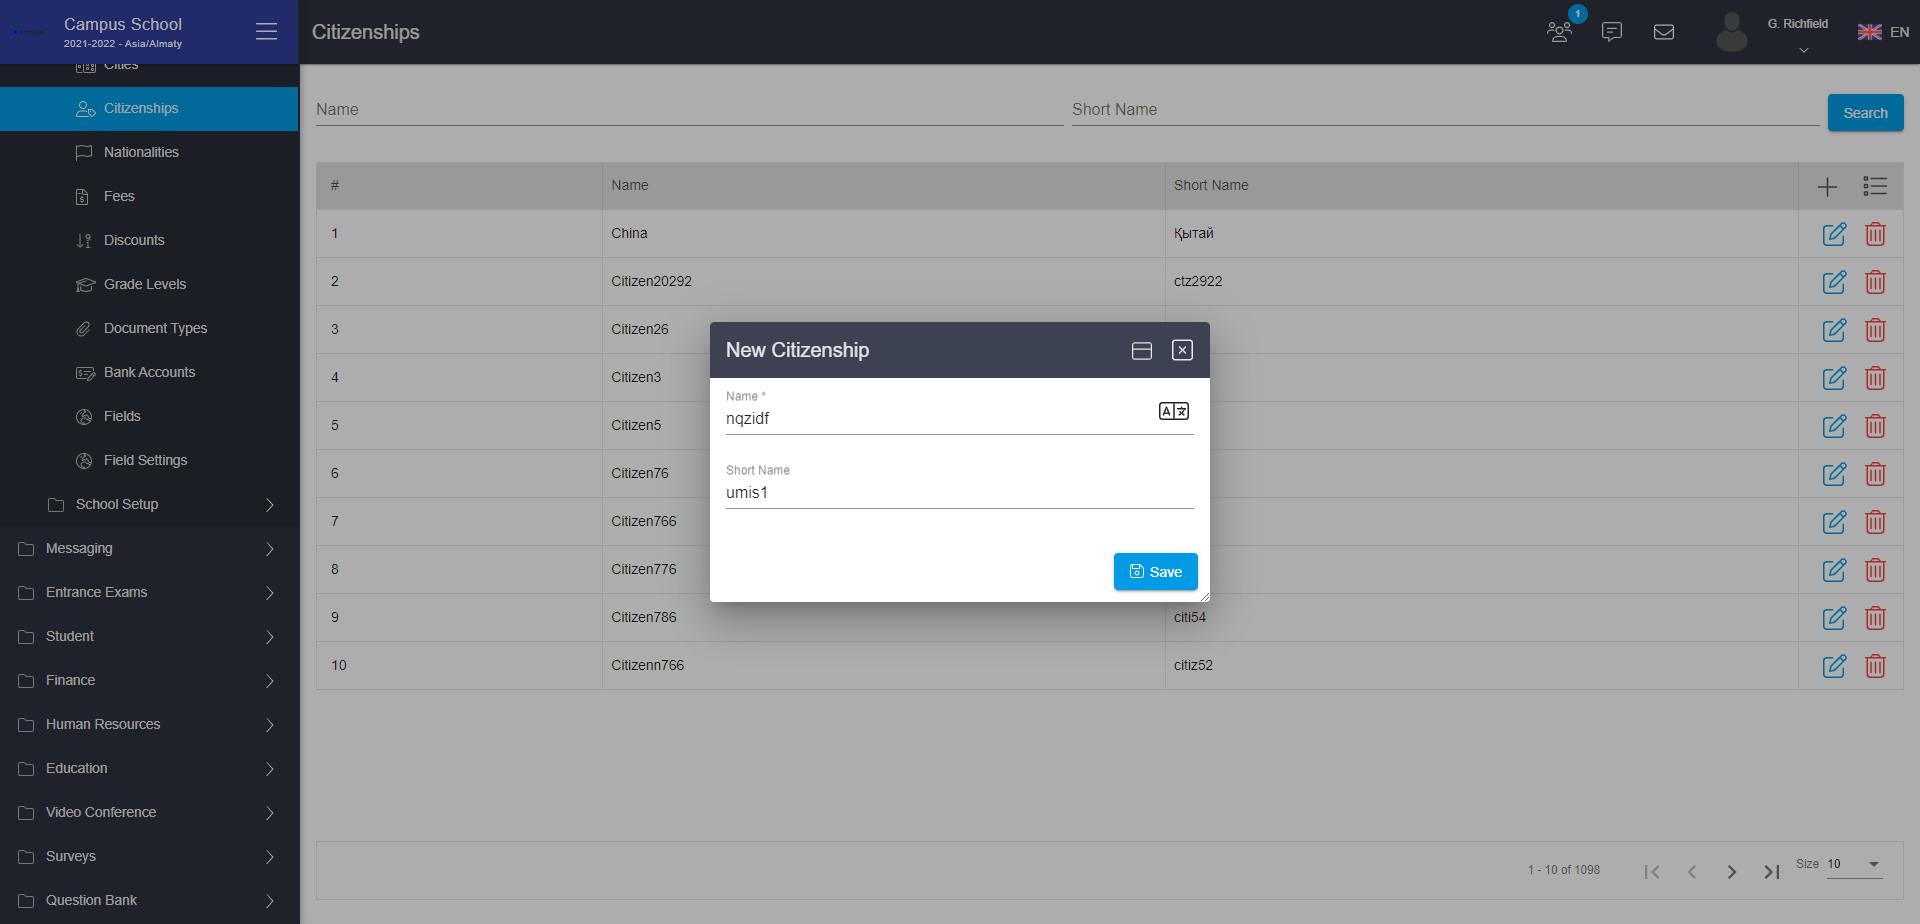 Campus School
2021-2022 - Asia/Almaty
Citizenships
1
G. Richfield
EN
Cities
Citizenships
Nationalities
Fees
Discounts
Grade Levels
Document Types
Bank Accounts
Fields
Field Settings
School Setup
Messaging
Entrance Exams
Student
Finance
Human Resources
Education
Video Conference
Surveys
Question Bank
Name
Short Name
Search
# Name Short Name
1 China Қытай
2 Citizen20292 ctz2922
3 Citizen26
4 Citizen3
5 Citizen5
6 Citizen76
7 Citizen766
8 Citizen776
9 Citizen786 citi54
10 Citizenn766 citiz52
New Citizenship
Name *
nqzidf
Short Name
umis1
Save
1 - 10 of 1098
Size 10